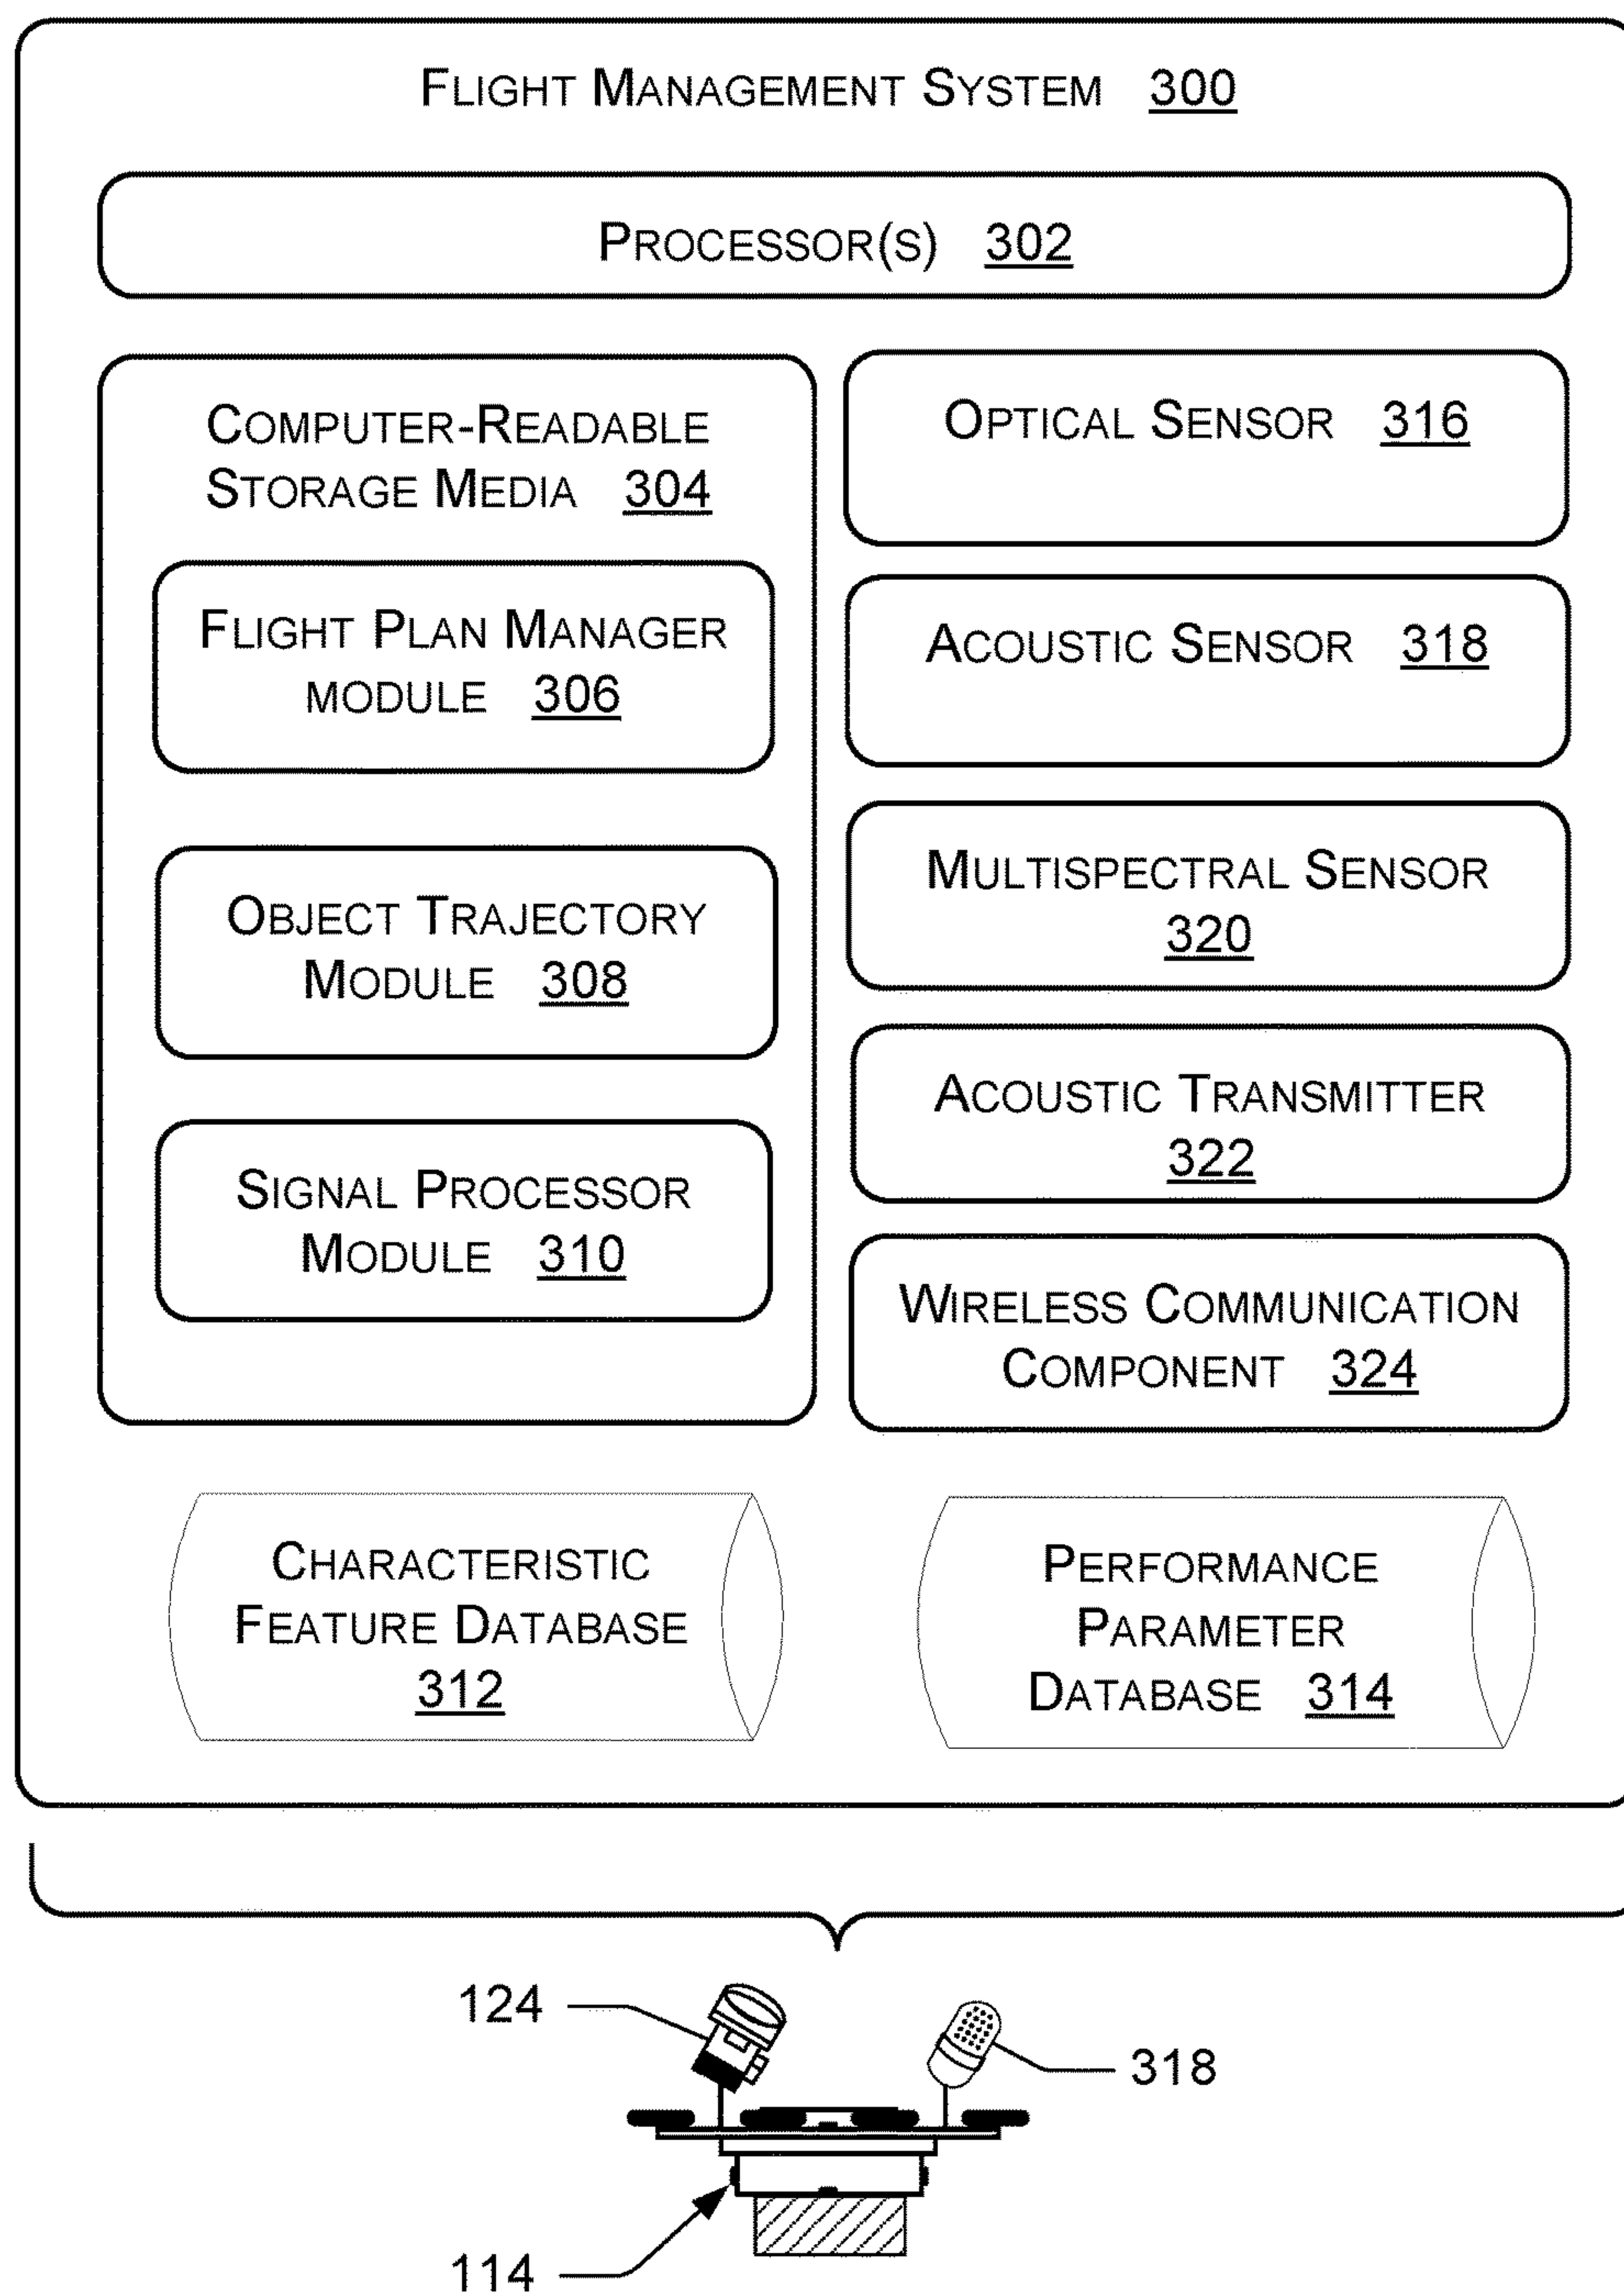 FLIGHT MANAGEMENT SYSTEM 300
PROCESSOR(S) 302
COMPUTER-READABLE
STORAGE MEDIA 304
FLIGHT PLAN MANAGER
MODULE 306
OBJECT TRAJECTORY
MODULE 308
SIGNAL PROCESSOR
MODULE 310
OPTICAL SENSOR 316
ACOUSTIC SENSOR 318
MULTISPECTRAL SENSOR
320
ACOUSTIC TRANSMITTER
322
WIRELESS COMMUNICATION
COMPONENT 324
CHARACTERISTIC
FEATURE DATABASE
312
PERFORMANCE
PARAMETER
DATABASE 314
124
318
114